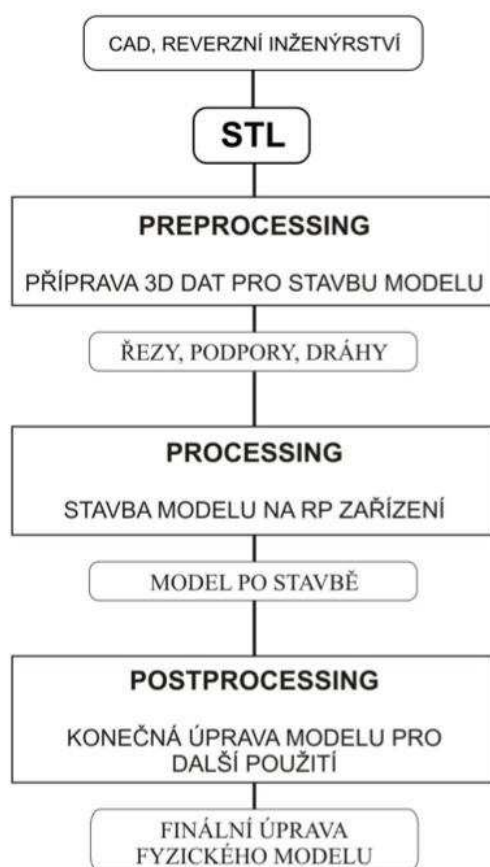 CAD, REVERZNÍ INŽENÝRSTVÍ
STL
PREPROCESSING
PŘÍPRAVA 3D DAT PRO STAVBU MODELU
ŘEZY, PODPORY, DRÁHY
PROCESSING
STAVBA MODELU NA RP ZAŘÍZENÍ
MODEL PO STAVBĚ
POSTPROCESSING
KONEČNÁ ÚPRAVA MODELU PRO
DALŠÍ POUŽITÍ
FINÁLNÍ ÚPRAVA
FYZICKÉHO MODELU